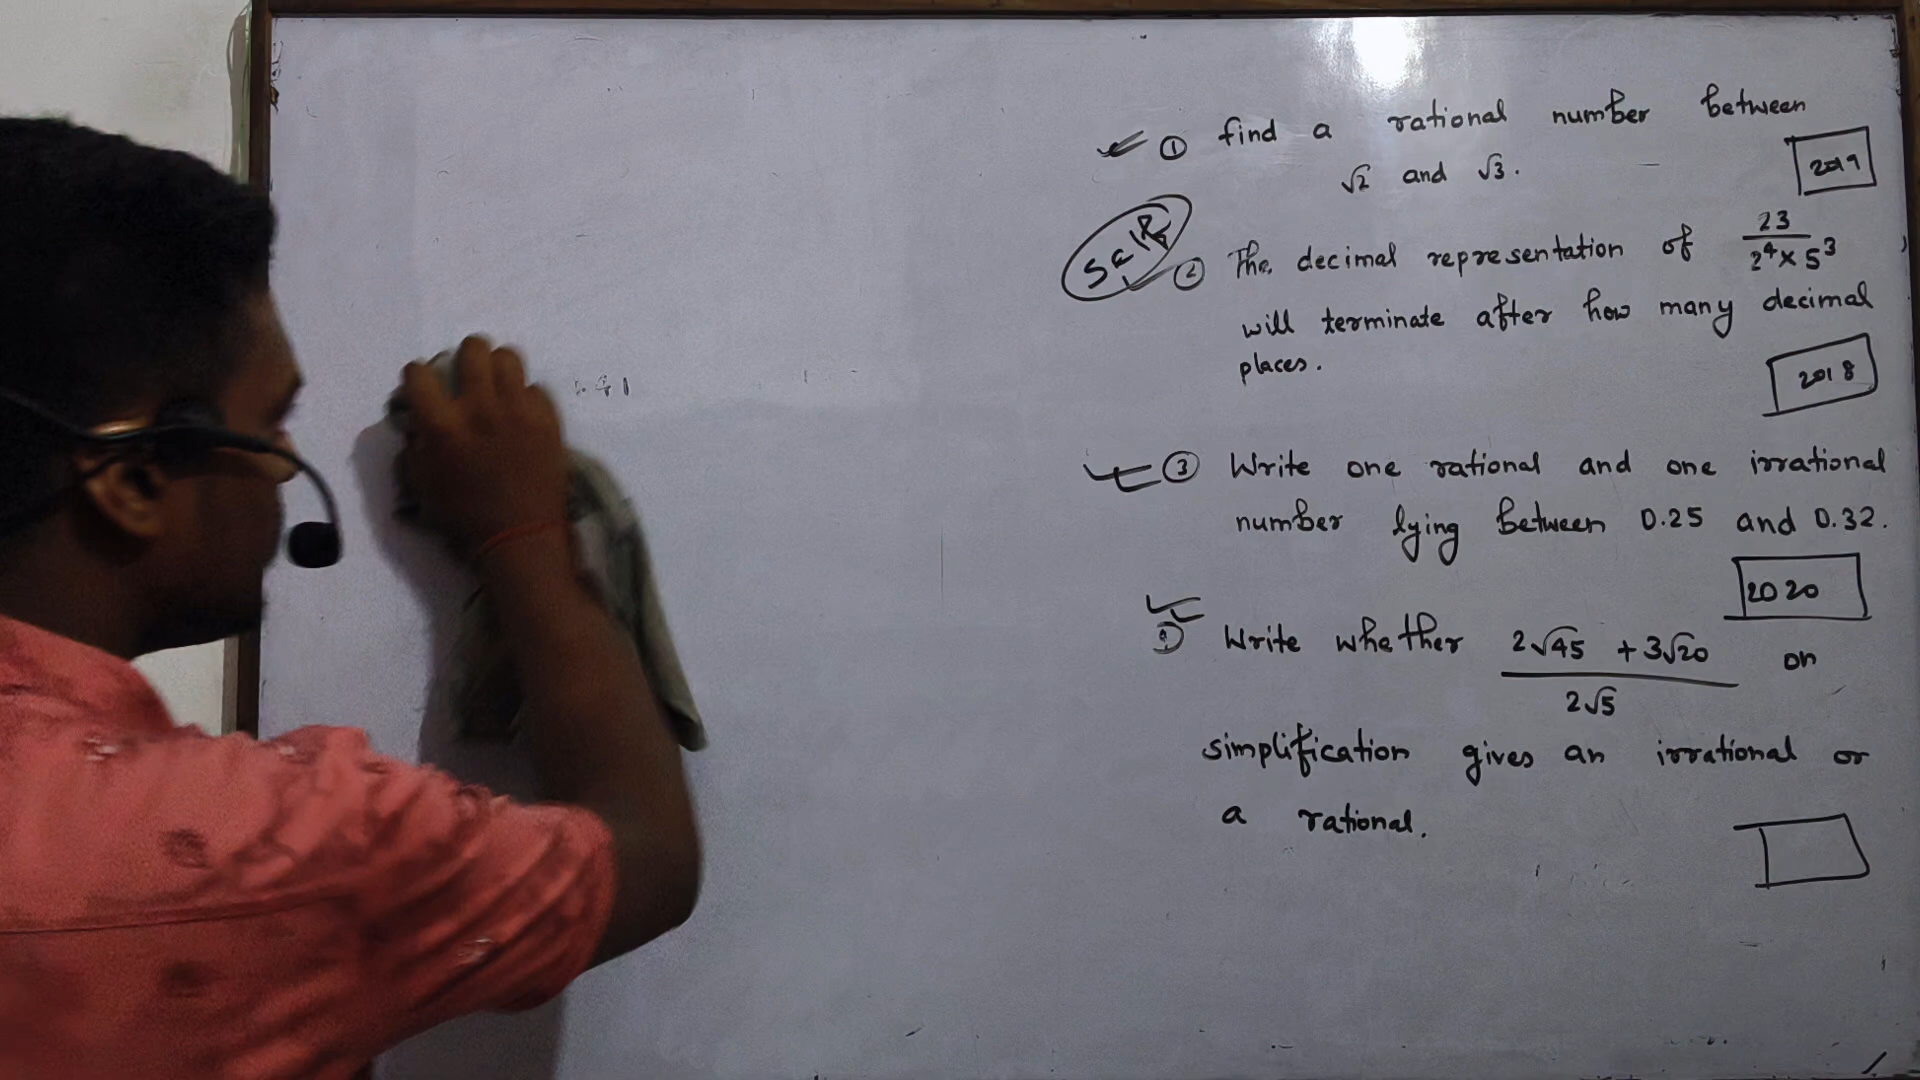 ① find a rational number between
√2 and √3.
2019
Self
② The decimal representation of 23/2⁴×5³
will terminate after how many decimal
places.
2018
③ Write one rational and one irrational
number lying between 0.25 and 0.32.
2020
Write whether (2√45 + 3√20)/2√5 on
simplification gives an irrational or
a rational.